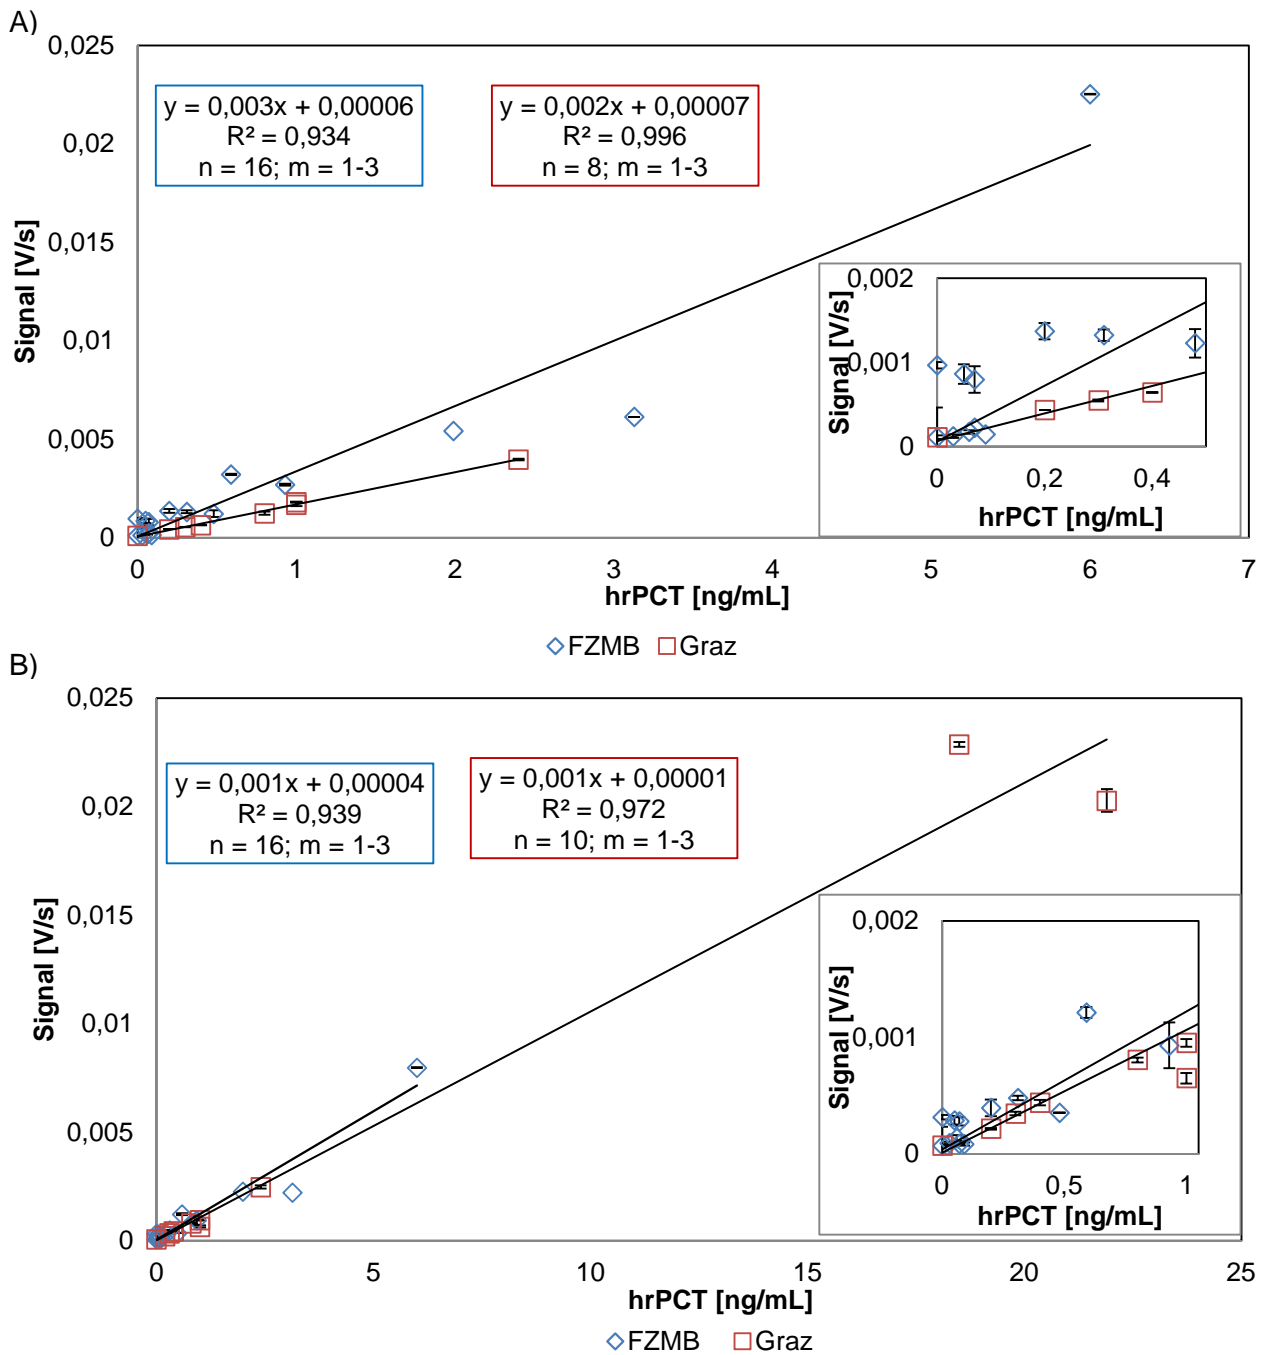 A)
0,025
0,02
0,015
0,01
0,005
0
Signal [V/s]
y = 0,003x + 0,00006
R² = 0,934
n = 16; m = 1-3
y = 0,002x + 0,00007
R² = 0,996
n = 8; m = 1-3
0,002
0,001
0
Signal [V/s]
0 0,2 0,4
hrPCT [ng/mL]
0 1 2 3 4 5 6 7
hrPCT [ng/mL]
FZMB Graz
B)
0,025
0,02
0,015
0,01
0,005
0
Signal [V/s]
y = 0,001x + 0,00004
R² = 0,939
n = 16; m = 1-3
y = 0,001x + 0,00001
R² = 0,972
n = 10; m = 1-3
0,002
0,001
0
Signal [V/s]
0 0,5 1
hrPCT [ng/mL]
0 5 10 15 20 25
hrPCT [ng/mL]
FZMB Graz